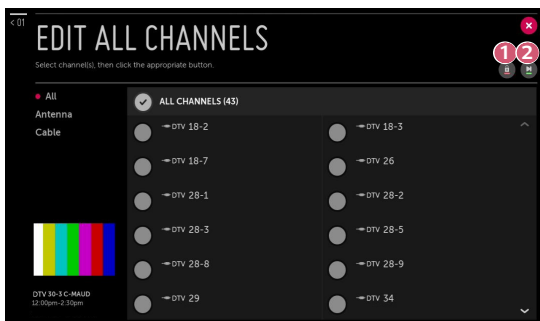 < 01
EDIT ALL CHANNELS
Select channel(s), then click the appropriate button.
1 2
All
Antenna
Cable
ALL CHANNELS (43)
DTV 18-2
DTV 18-3
DTV 18-7
DTV 26
DTV 28-1
DTV 28-2
DTV 28-3
DTV 28-5
DTV 28-8
DTV 28-9
DTV 29
DTV 34
DTV 30-3 C-MAUD
12:00pm-2:30pm